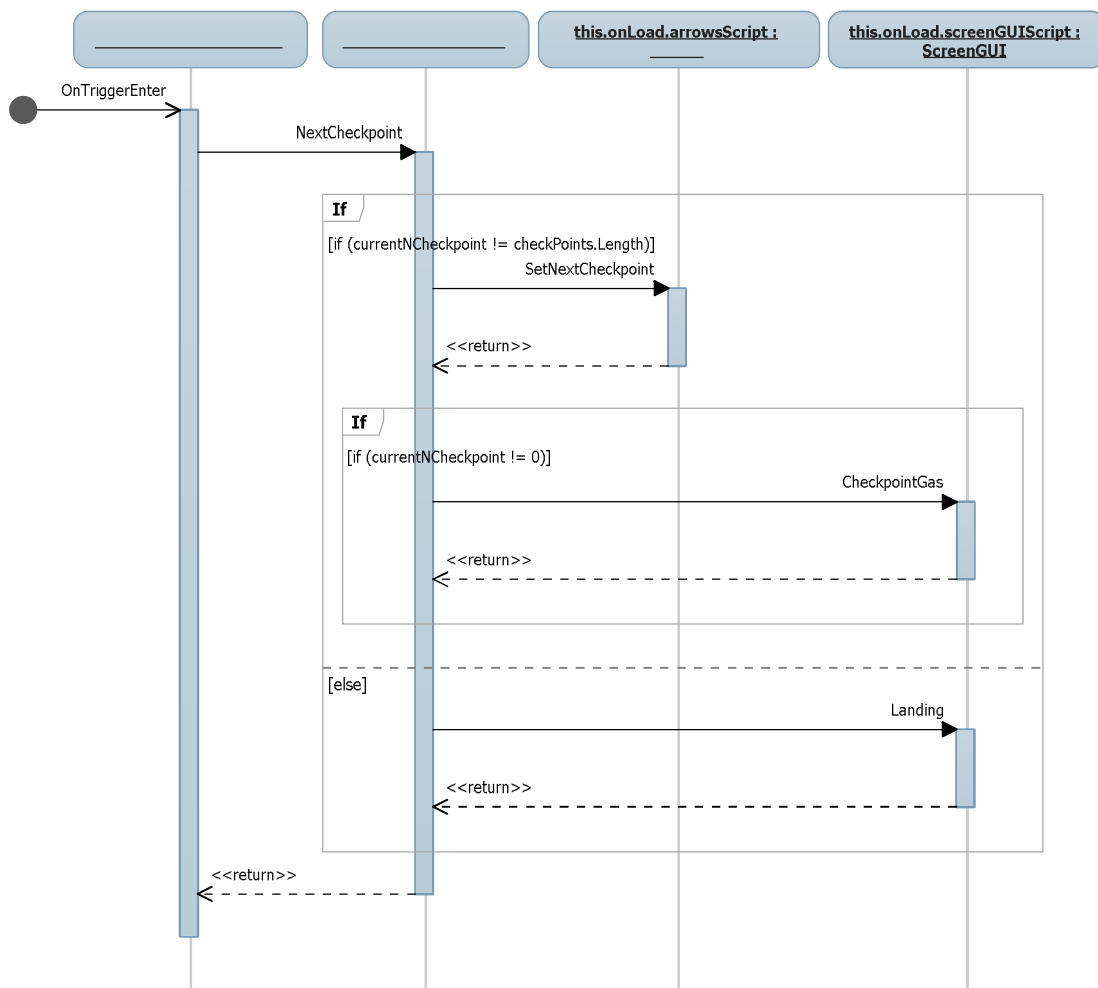 this.onLoad.arrowsScript :
this.onLoad.screenGUIScript :
ScreenGUI
OnTriggerEnter
NextCheckpoint
If
[if (currentNCheckpoint != checkPoints.Length)]
SetNextCheckpoint
<<return>>
If
[if (currentNCheckpoint != 0)]
CheckpointGas
<<return>>
[else]
Landing
<<return>>
<<return>>